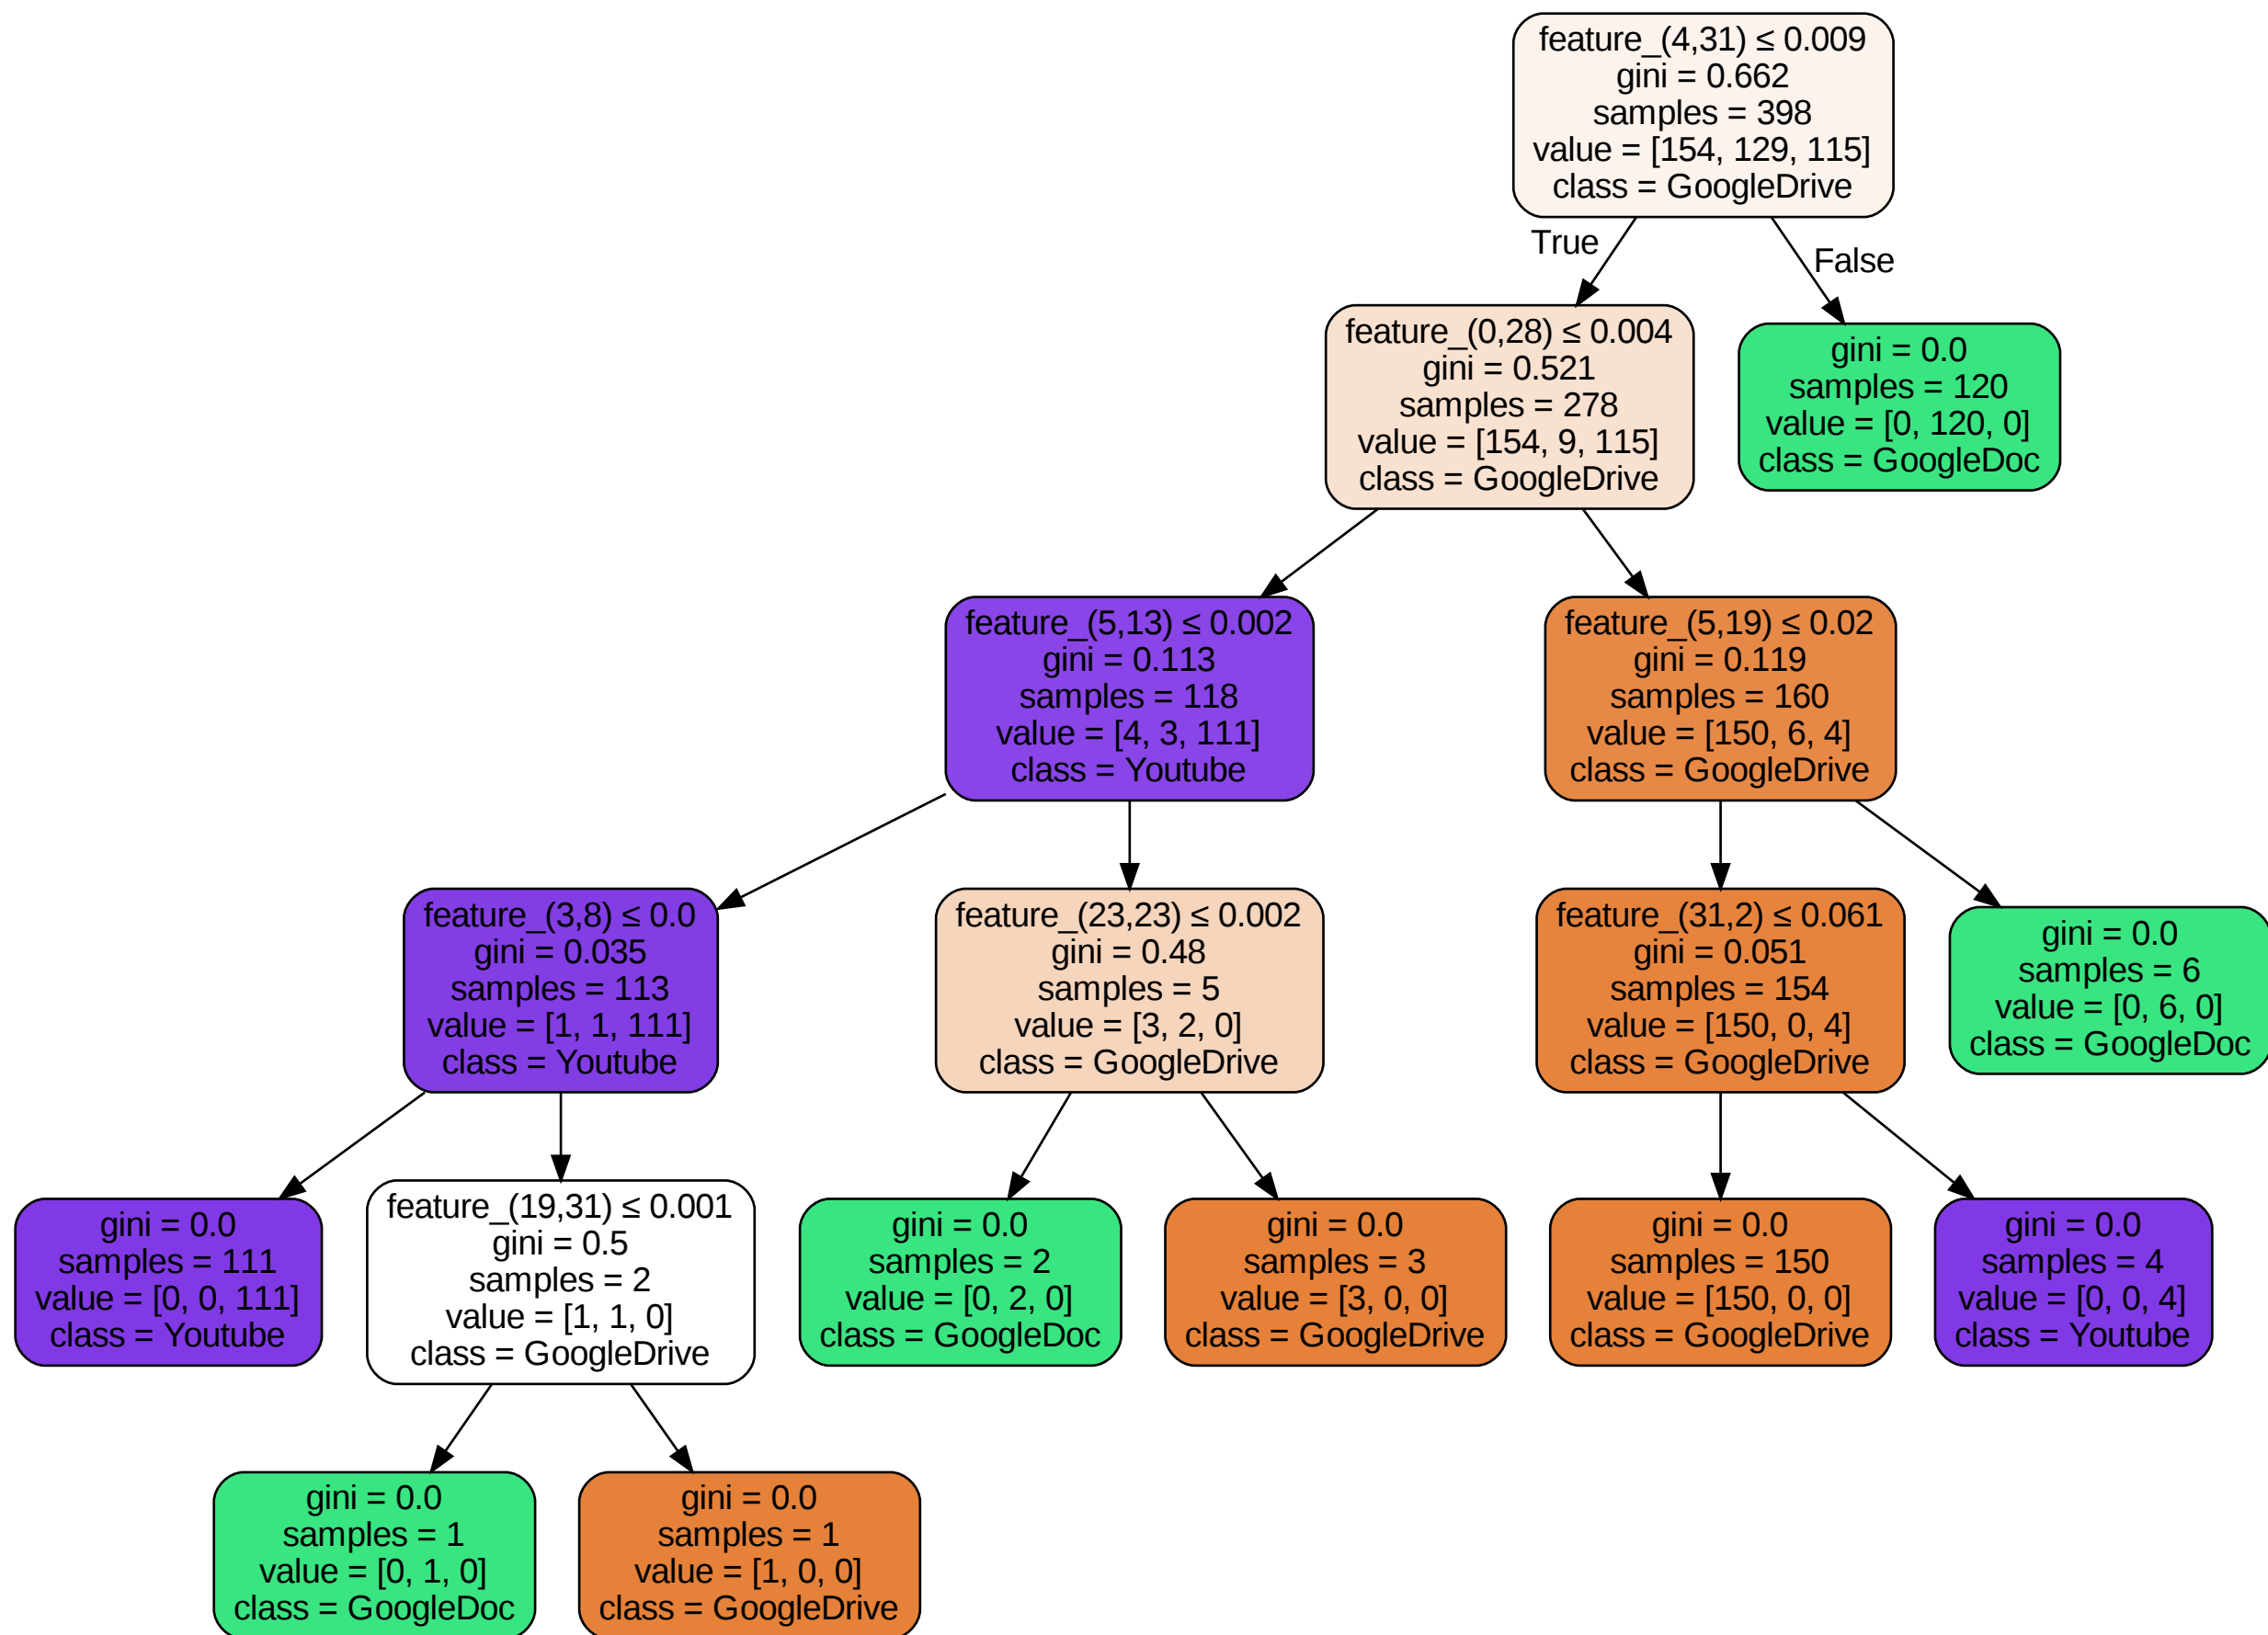 feature_(4,31) ≤ 0.009
gini = 0.662
samples = 398
value = [154, 129, 115]
class = GoogleDrive
True
False
feature_(0,28) ≤ 0.004
gini = 0.521
samples = 278
value = [154, 9, 115]
class = GoogleDrive
gini = 0.0
samples = 120
value = [0, 120, 0]
class = GoogleDoc
feature_(5,13) ≤ 0.002
gini = 0.113
samples = 118
value = [4, 3, 111]
class = Youtube
feature_(5,19) ≤ 0.02
gini = 0.119
samples = 160
value = [150, 6, 4]
class = GoogleDrive
feature_(3,8) ≤ 0.0
gini = 0.035
samples = 113
value = [1, 1, 111]
class = Youtube
feature_(23,23) ≤ 0.002
gini = 0.48
samples = 5
value = [3, 2, 0]
class = GoogleDrive
feature_(31,2) ≤ 0.061
gini = 0.051
samples = 154
value = [150, 0, 4]
class = GoogleDrive
gini = 0.0
samples = 6
value = [0, 6, 0]
class = GoogleDoc
gini = 0.0
samples = 111
value = [0, 0, 111]
class = Youtube
feature_(19,31) ≤ 0.001
gini = 0.5
samples = 2
value = [1, 1, 0]
class = GoogleDrive
gini = 0.0
samples = 2
value = [0, 2, 0]
class = GoogleDoc
gini = 0.0
samples = 3
value = [3, 0, 0]
class = GoogleDrive
gini = 0.0
samples = 150
value = [150, 0, 0]
class = GoogleDrive
gini = 0.0
samples = 4
value = [0, 0, 4]
class = Youtube
gini = 0.0
samples = 1
value = [0, 1, 0]
class = GoogleDoc
gini = 0.0
samples = 1
value = [1, 0, 0]
class = GoogleDrive